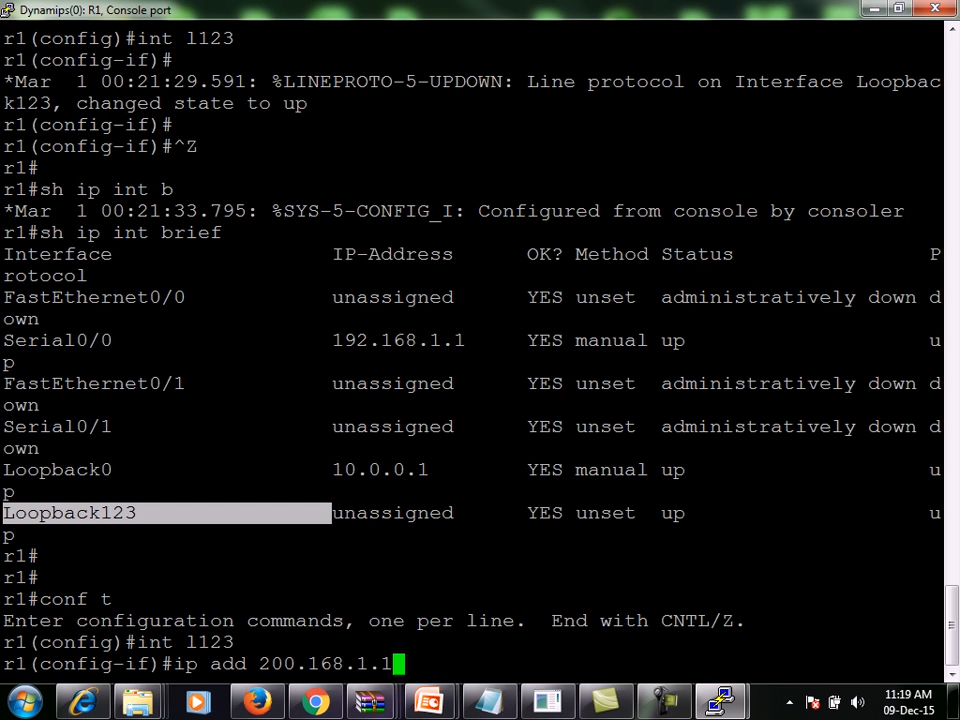 Dynamips(0): R1, Console port
r1(config)#int l123
r1(config-if)#
*Mar  1 00:21:29.591: %LINEPROTO-5-UPDOWN: Line protocol on Interface Loopbac
k123, changed state to up
r1(config-if)#
r1(config-if)#^Z
r1#
r1#sh ip int b
*Mar  1 00:21:33.795: %SYS-5-CONFIG_I: Configured from console by consoler
r1#sh ip int brief
Interface                  IP-Address      OK? Method Status                P
rotocol
FastEthernet0/0            unassigned      YES unset  administratively down d
own
Serial0/0                  192.168.1.1     YES manual up                    u
p
FastEthernet0/1            unassigned      YES unset  administratively down d
own
Serial0/1                  unassigned      YES unset  administratively down d
own
Loopback0                  10.0.0.1        YES manual up                    u
p
Loopback123                unassigned      YES unset  up                    u
p
r1#
r1#
r1#conf t
Enter configuration commands, one per line.  End with CNTL/Z.
r1(config)#int l123
r1(config-if)#ip add 200.168.1.1
11:19 AM
09-Dec-15